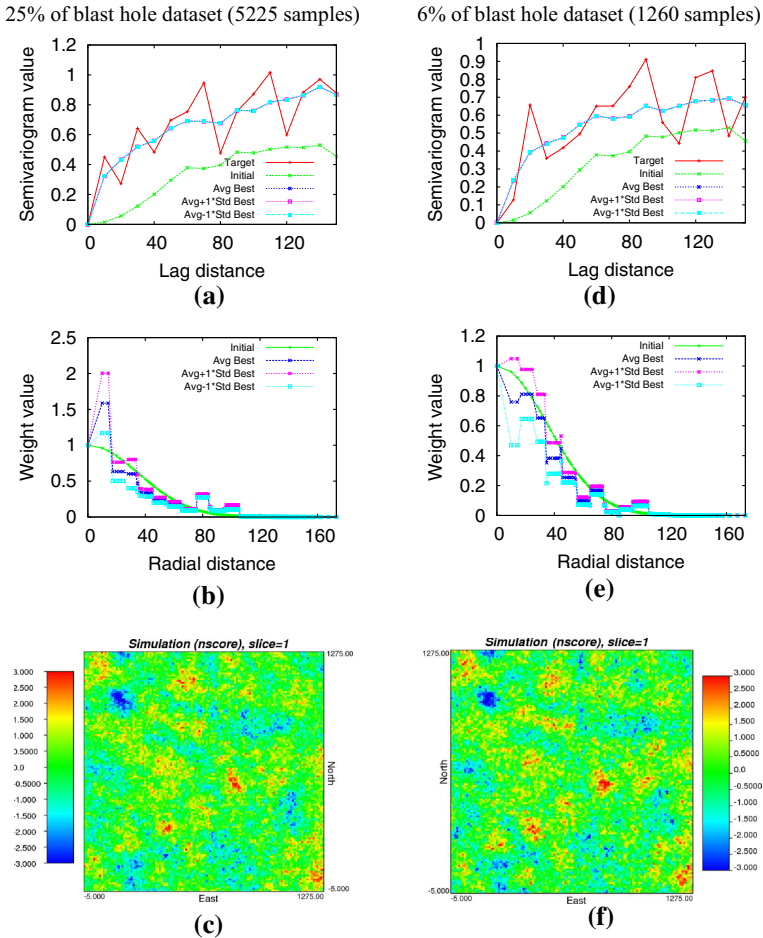 25% of blast hole dataset (5225 samples)
6% of blast hole dataset (1260 samples)
Semivariogram value
1.2
1
0.8
0.6
0.4
0.2
0
Target
Initial
Avg Best
Avg+1*Std Best
Avg-1*Std Best
0
40
80
120
Lag distance
(a)
Semivariogram value
1
0.9
0.8
0.7
0.6
0.5
0.4
0.3
0.2
0.1
0
Target
Initial
Avg Best
Avg+1*Std Best
Avg-1*Std Best
0
40
80
120
Lag distance
(d)
Weight value
2.5
2
1.5
1
0.5
0
Initial
Avg Best
Avg+1*Std Best
Avg-1*Std Best
0
40
80
120
160
Radial distance
(b)
Weight value
1.2
1
0.8
0.6
0.4
0.2
0
Initial
Avg Best
Avg+1*Std Best
Avg-1*Std Best
0
20
40
60
80
120
160
Radial distance
(e)
Simulation (nscore), slice=1
1275.00
3.000
2.500
2.000
1.500
1.000
0.5000
0.0
-0.5000
-1.000
-1.500
-2.000
-2.500
-3.000
North
-5.000
-5.000
East
1275.00
(c)
Simulation (nscore), slice=1
1275.00
North
3.000
2.500
2.000
1.500
1.000
0.5000
0.0
-0.5000
-1.000
-1.500
-2.000
-2.500
-3.000
-5.000
-5.000
East
1275.00
(f)